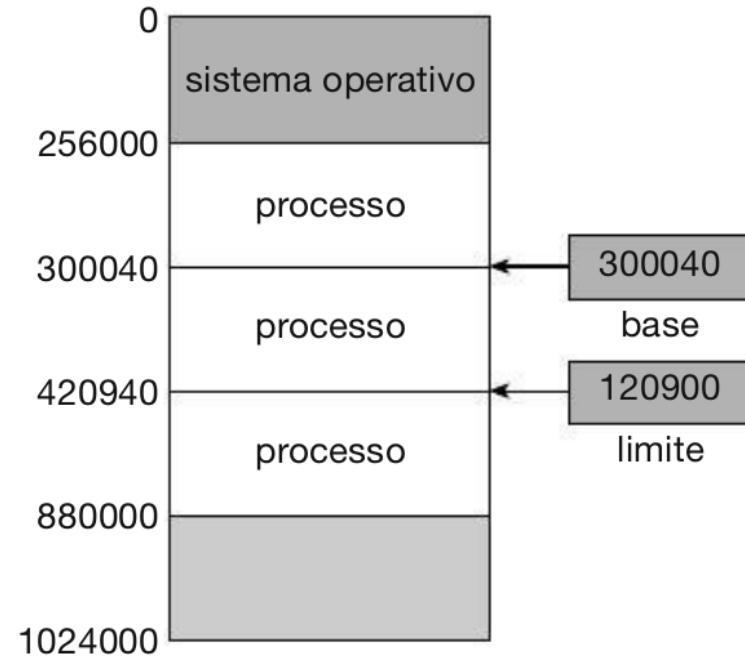 0
sistema operativo
256000
processo
300040
300040
base
processo
420940
120900
limite
processo
880000
1024000